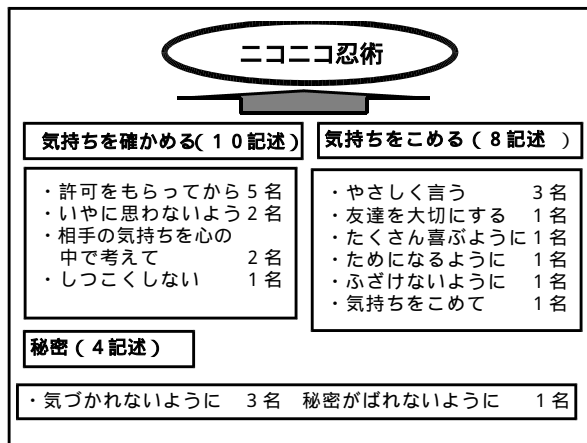 ニコニコ忍術
気持ちを確かめる(10記述)
・許可をもらってから5名
・いやに思わないよう2名
・相手の気持ちを心の
中で考えて 2名
・しつこくしない 1名
気持ちをこめる(8記述 )
・やさしく言う 3名
・友達を大切にする 1名
・たくさん喜ぶように1名
・ためになるように 1名
・ふざけないように 1名
・気持ちをこめて 1名
秘密(4記述)
・気づかれないように 3名 秘密がばれないように 1名